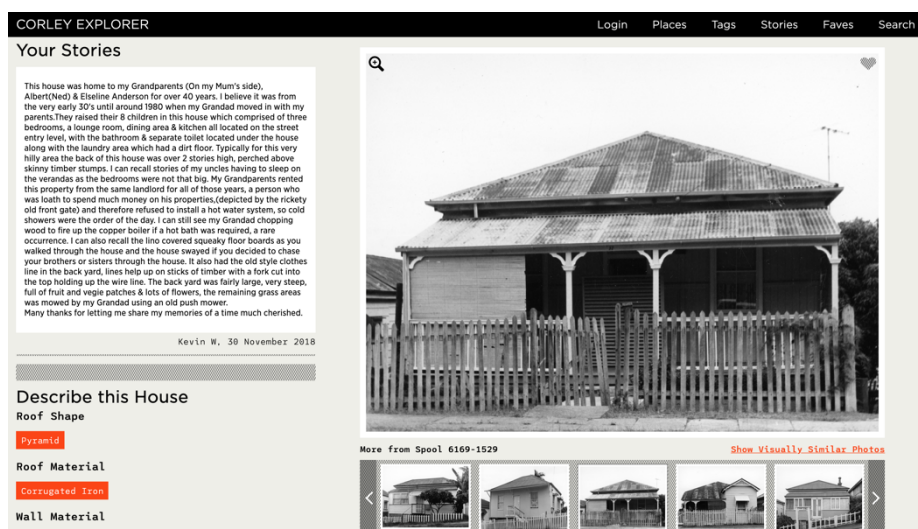 CORLEY EXPLORER
Login Places Tags Stories Faves Search
Your Stories
This house was home to my Grandparents (On my Mum's side),
Albert(Ned) & Elseline Anderson for over 40 years. I believe it was from
the very early 30's until around 1980 when my Grandad moved in with my
parents.They raised their 8 children in this house which comprised of three
bedrooms, a lounge room, dining area & kitchen all located on the street
entry level, with the bathroom & separate toilet located under the house
along with the laundry area which had a dirt floor. Typically for this very
hilly area the back of this house was over 2 stories high, perched above
skinny timber stumps. I can recall stories of my uncles having to sleep on
the verandas as the bedrooms were not that big. My Grandparents rented
this property from the same landlord for all of those years, a person who
was loath to spend much money on his properties,(depicted by the rickety
old front gate) and therefore refused to install a hot water system, so cold
showers were the order of the day. I can still see my Grandad chopping
wood to fire up the copper boiler if a hot bath was required, a rare
occurrence. I can also recall the lino covered squeaky floor boards as you
walked through the house and the house swayed if you decided to chase
your brothers or sisters through the house. It also had the old style clothes
line in the back yard, lines help up on sticks of timber with a fork cut into
the top holding up the wire line. The back yard was fairly large, very steep,
full of fruit and vegie patches & lots of flowers, the remaining grass areas
was mowed by my Grandad using an old push mower.
Many thanks for letting me share my memories of a time much cherished.
Kevin W, 30 November 2018
Describe this House
Roof Shape
Pyramid
Roof Material
Corrugated Iron
Wall Material
More from Spool 6169-1529
Show Visually Similar Photos